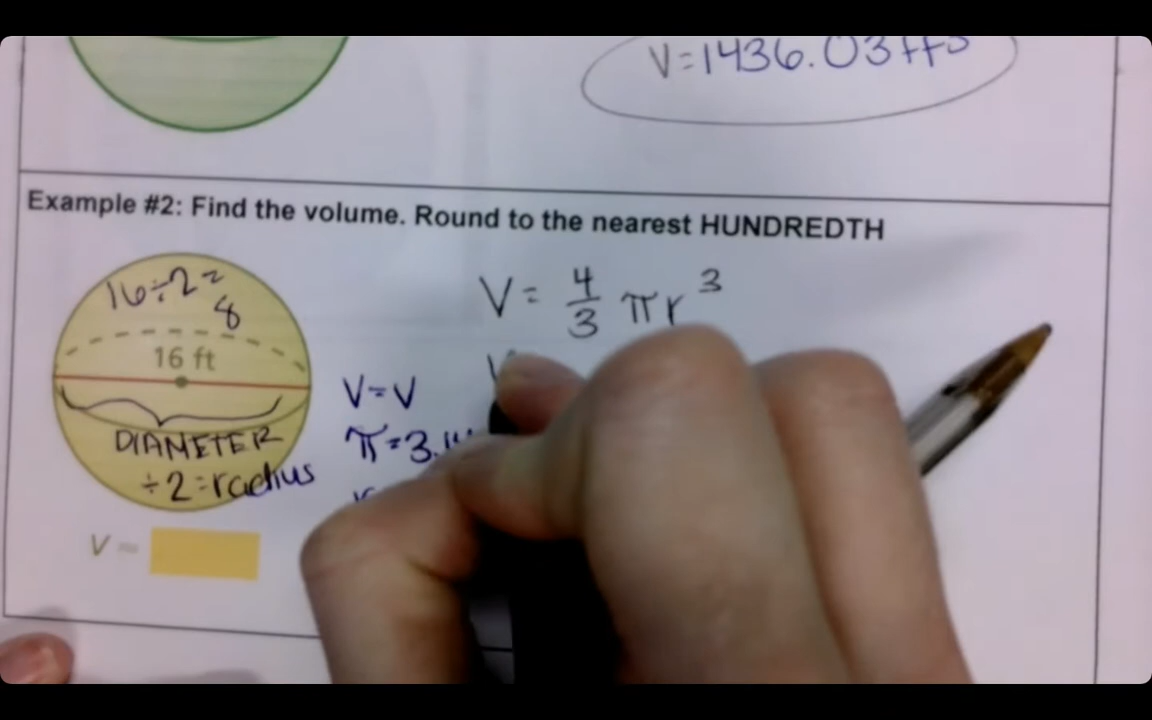 V=1436.03ft³
Example #2: Find the volume. Round to the nearest HUNDREDTH
16÷2=
8
16 ft
DIAMETER
÷2=radius
V =
V = 4/3 πr³
V=V
π=3.14